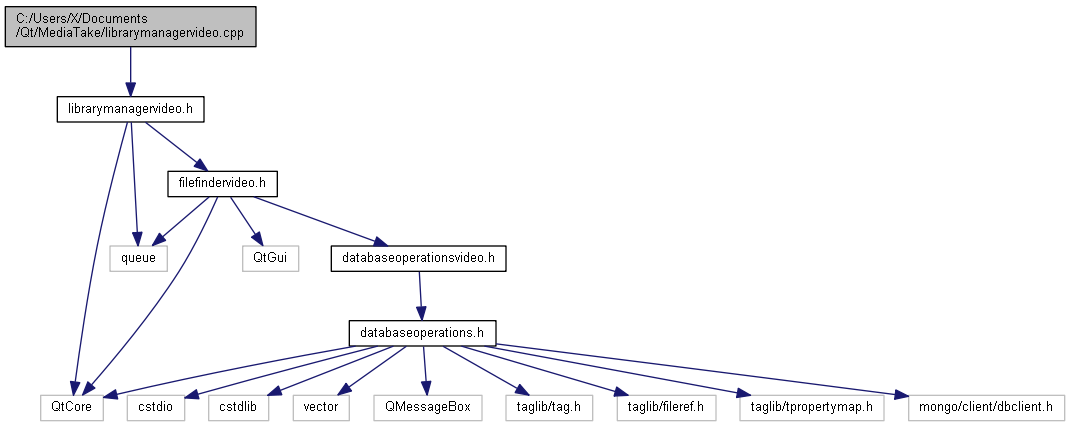 C:/Users/X/Documents
/Qt/MediaTake/librarymanagervideo.cpp
librarymanagervideo.h
filefindervideo.h
queue
QtGui
databaseoperationsvideo.h
databaseoperations.h
QtCore
cstdio
cstdlib
vector
QMessageBox
taglib/tag.h
taglib/fileref.h
taglib/tpropertymap.h
mongo/client/dbclient.h